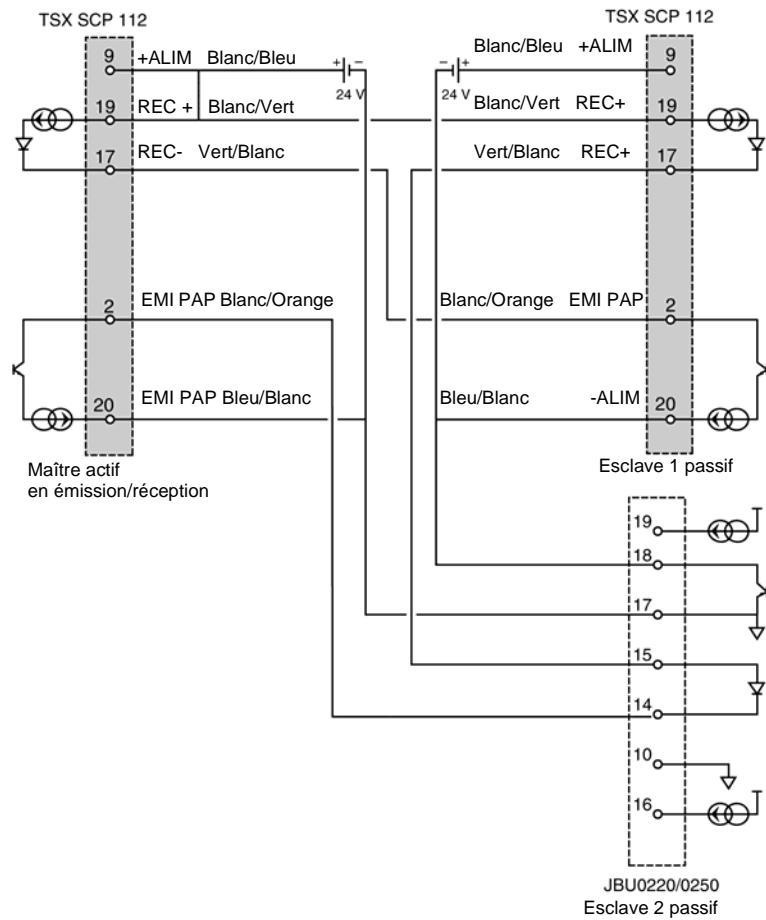 TSX SCP 112
TSX SCP 112
9 +ALIM Blanc/Bleu + – 24 V
– + 24 V Blanc/Bleu +ALIM 9
19 REC + Blanc/Vert
Blanc/Vert REC+ 19
17 REC- Vert/Blanc
Vert/Blanc REC+ 17
2 EMI PAP Blanc/Orange
Blanc/Orange EMI PAP 2
20 EMI PAP Bleu/Blanc
Bleu/Blanc -ALIM 20
Maître actif
en émission/réception
Esclave 1 passif
19
18
17
15
14
10
16
JBU0220/0250
Esclave 2 passif